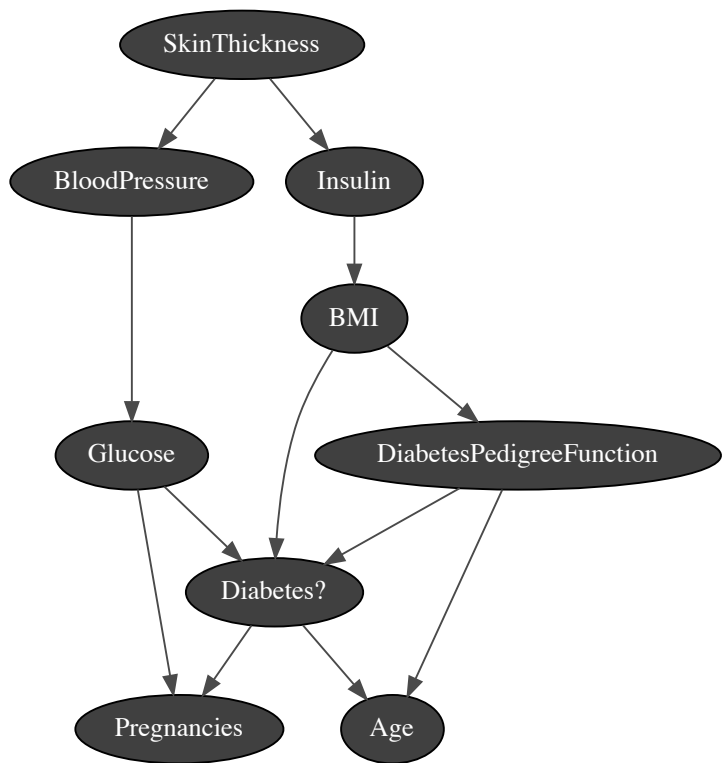 SkinThickness
BloodPressure
Insulin
BMI
Glucose
DiabetesPedigreeFunction
Diabetes?
Pregnancies
Age